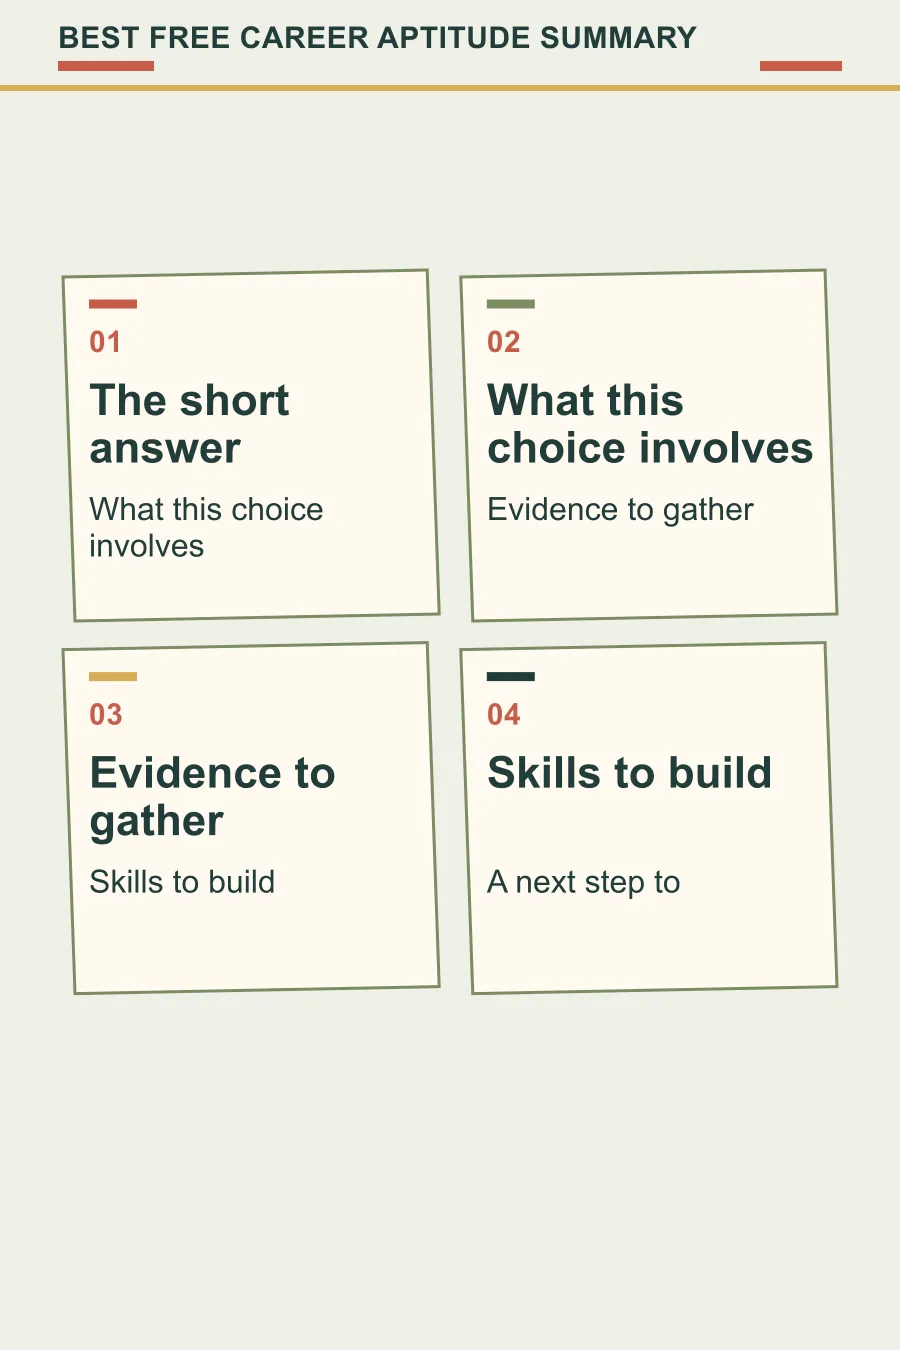 BEST FREE CAREER APTITUDE SUMMARY
01
The short
answer
What this choice
involves
02
What this
choice involves
Evidence to gather
03
Evidence to
gather
Skills to build
04
Skills to build
A next step to